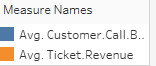 Measure Names
Avg. Customer.Call.B..
Avg. Ticket.Revenue